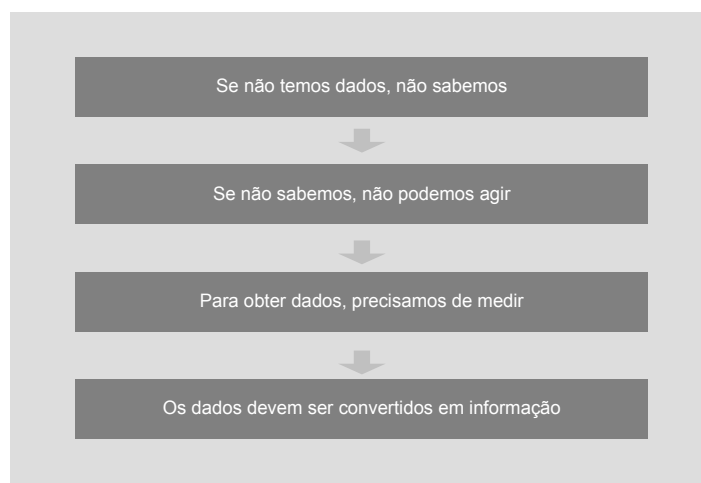 Se não temos dados, não sabemos
Se não sabemos, não podemos agir
Para obter dados, precisamos de medir
Os dados devem ser convertidos em informação